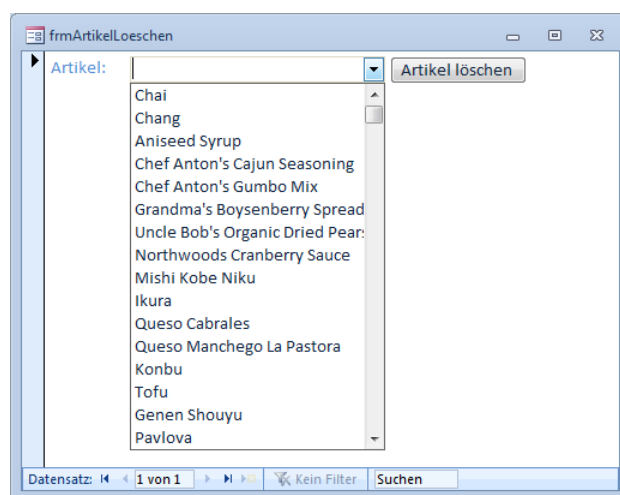 frmArtikelLoeschen
Artikel: Artikel löschen
Chai
Chang
Aniseed Syrup
Chef Anton's Cajun Seasoning
Chef Anton's Gumbo Mix
Grandma's Boysenberry Spread
Uncle Bob's Organic Dried Pears
Northwoods Cranberry Sauce
Mishi Kobe Niku
Ikura
Queso Cabrales
Queso Manchego La Pastora
Konbu
Tofu
Genen Shouyu
Pavlova
Datensatz: 1 von 1 Kein Filter Suchen